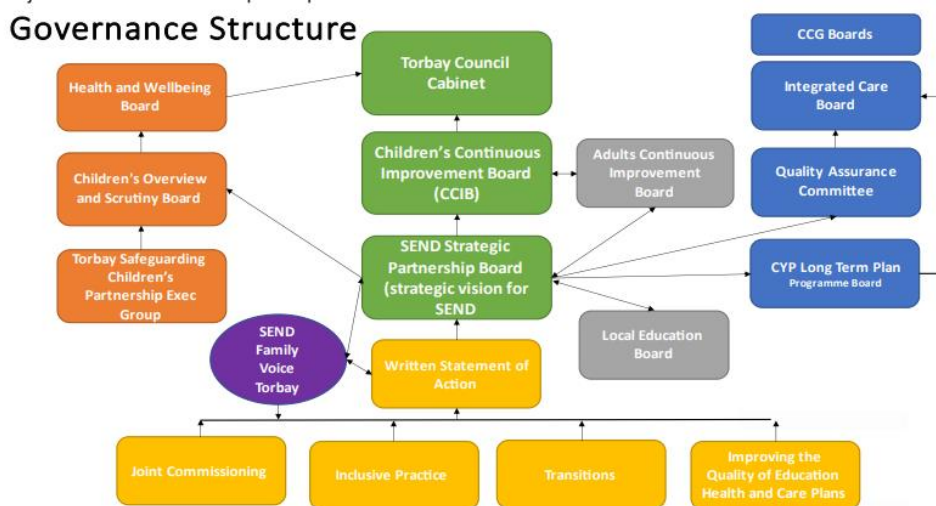 Governance Structure
CCG Boards
Torbay Council
Cabinet
Health and Wellbeing
Board
Integrated Care
Board
Children's Continuous
Improvement Board
(CCIB)
Adults Continuous
Improvement
Board
Children's Overview
and Scrutiny Board
Quality Assurance
Committee
SEND Strategic
Partnership Board
(strategic vision for
SEND
Torbay Safeguarding
Children's
Partnership Exec
Group
CYP Long Term Plan
Programme Board
SEND
Family
Voice
Torbay
Local Education
Board
Written Statement of
Action
Joint Commissioning
Inclusive Practice
Transitions
Improving the
Quality of Education
Health and Care Plans